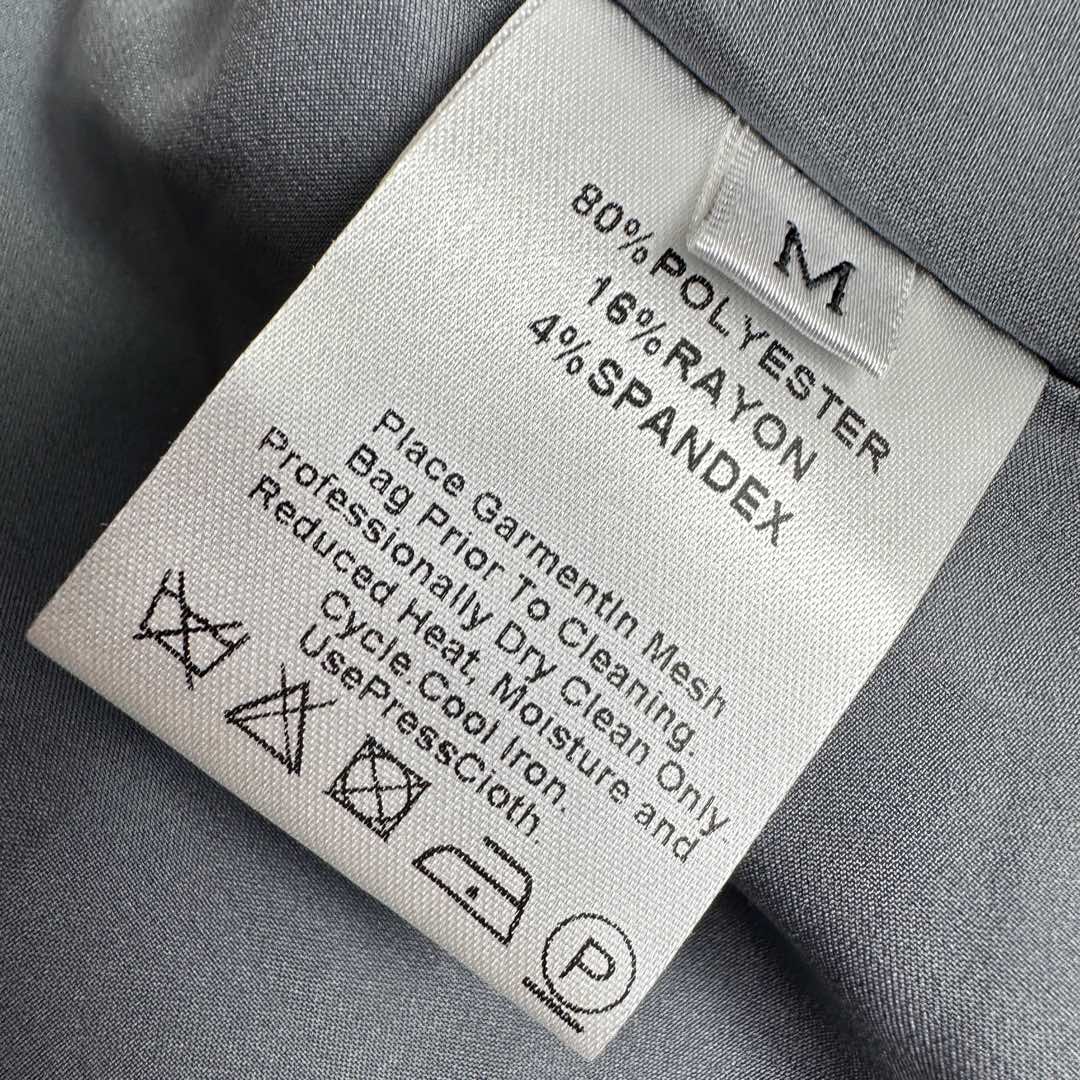 M
80%POLYESTER
16%RAYON
4%SPANDEX
Place GarmentIn Mesh
Bag Prior To Cleaning.
Professionally Dry Clean Only.
Reduced Heat, Moisture and
Cycle.Cool Iron.
UsePressCloth.
P